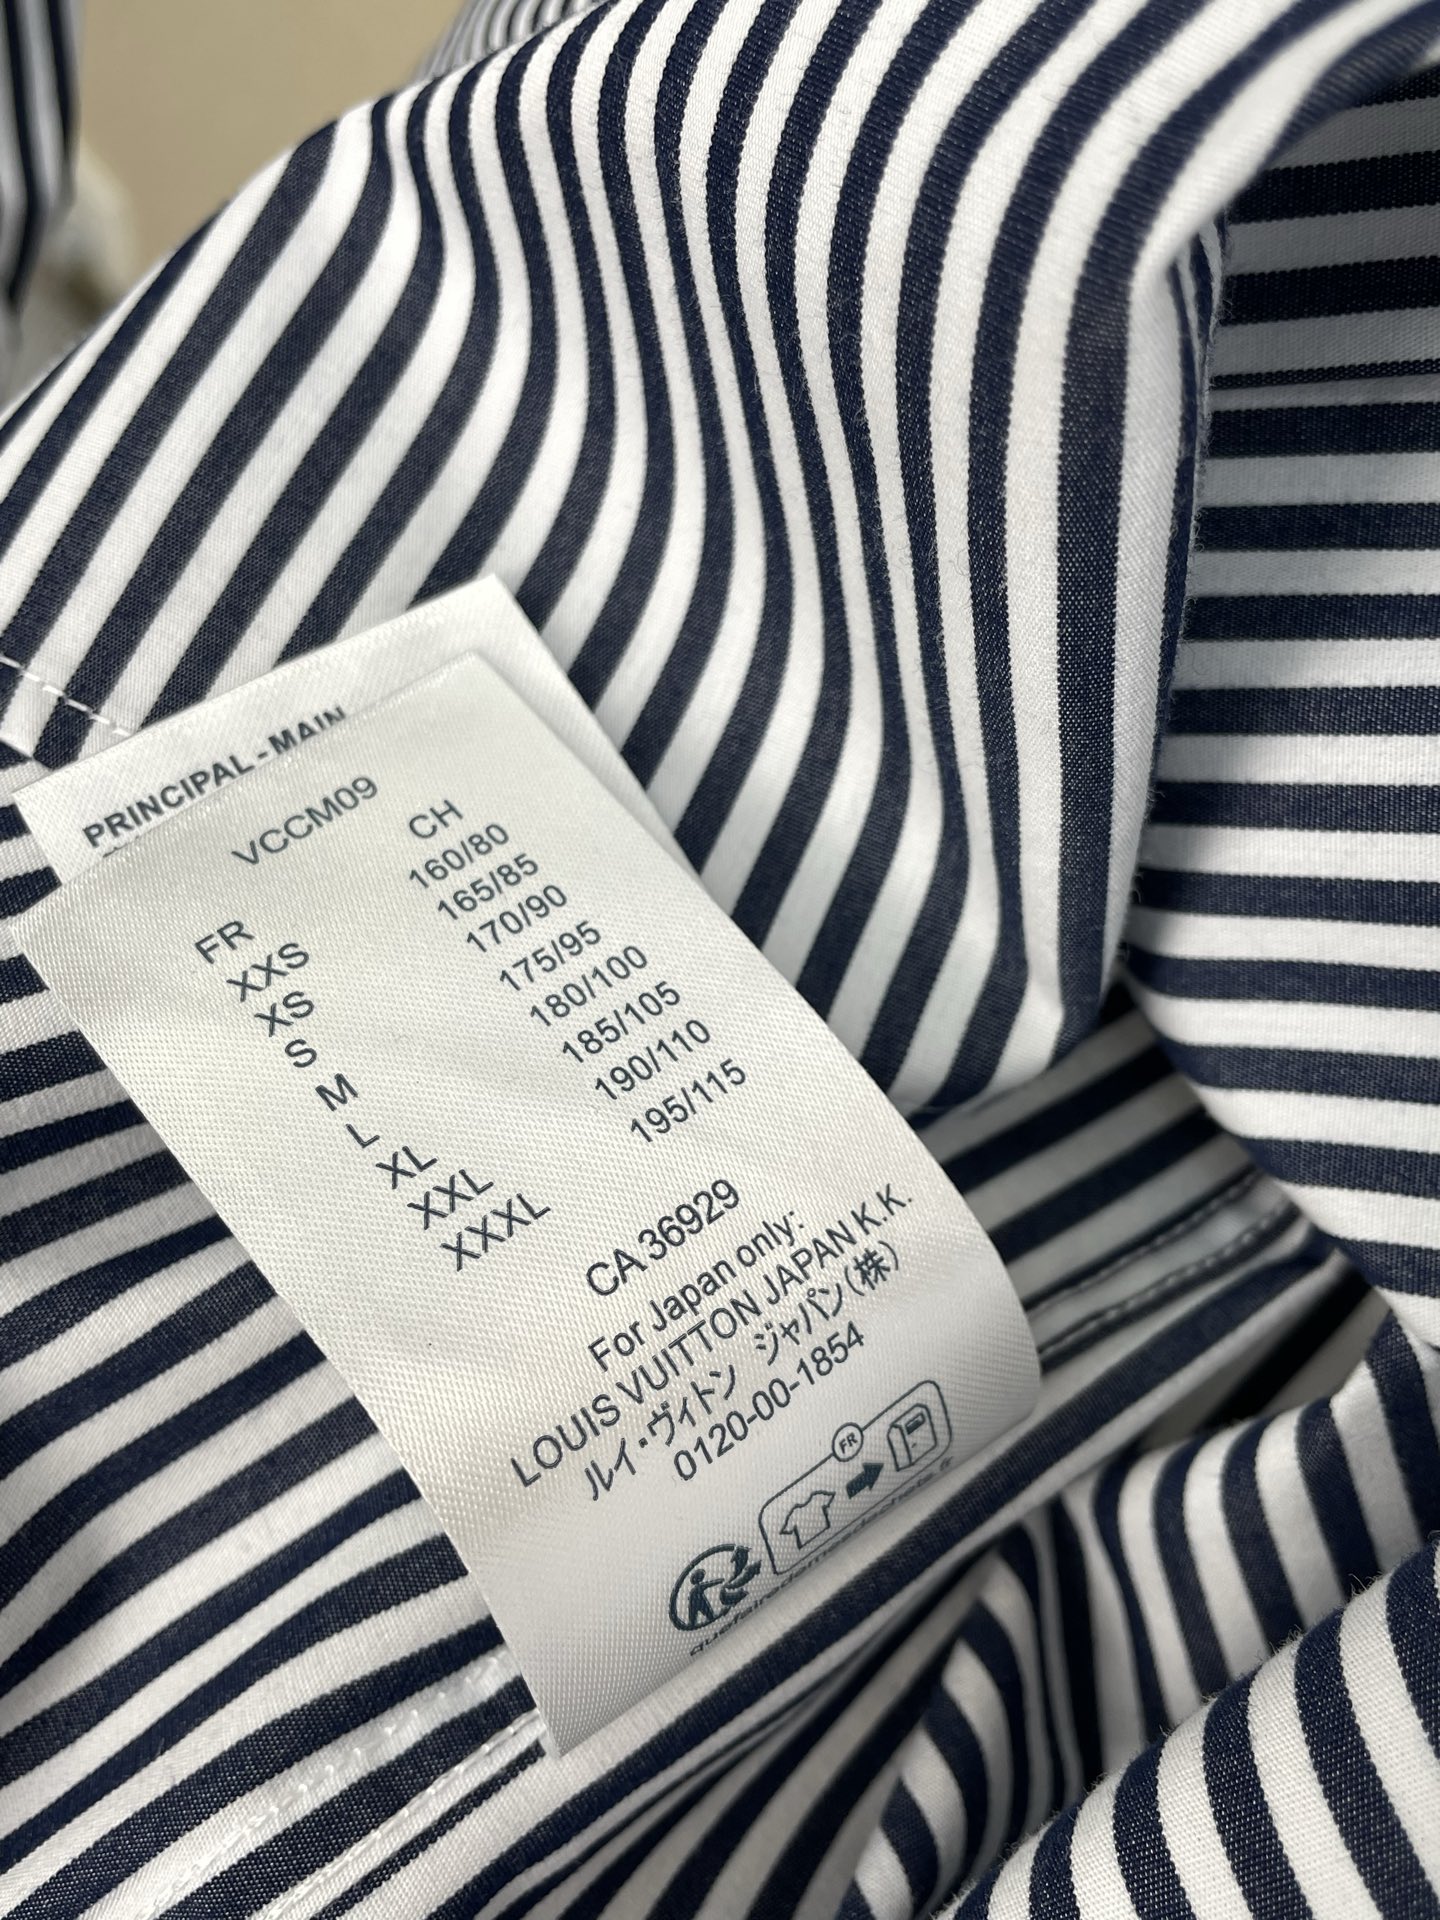 PRINCIPAL - MAIN
VCCM09
FR CH
XXS 160/80
XS 165/85
S 170/90
M 175/95
L 180/100
XL 185/105
XXL 190/110
XXXL 195/115
CA 36929
For Japan only:
LOUIS VUITTON JAPAN K.K.
ルイ・ヴィトン ジャパン(株)
0120-00-1854
FR
quefairedemesdechets.fr